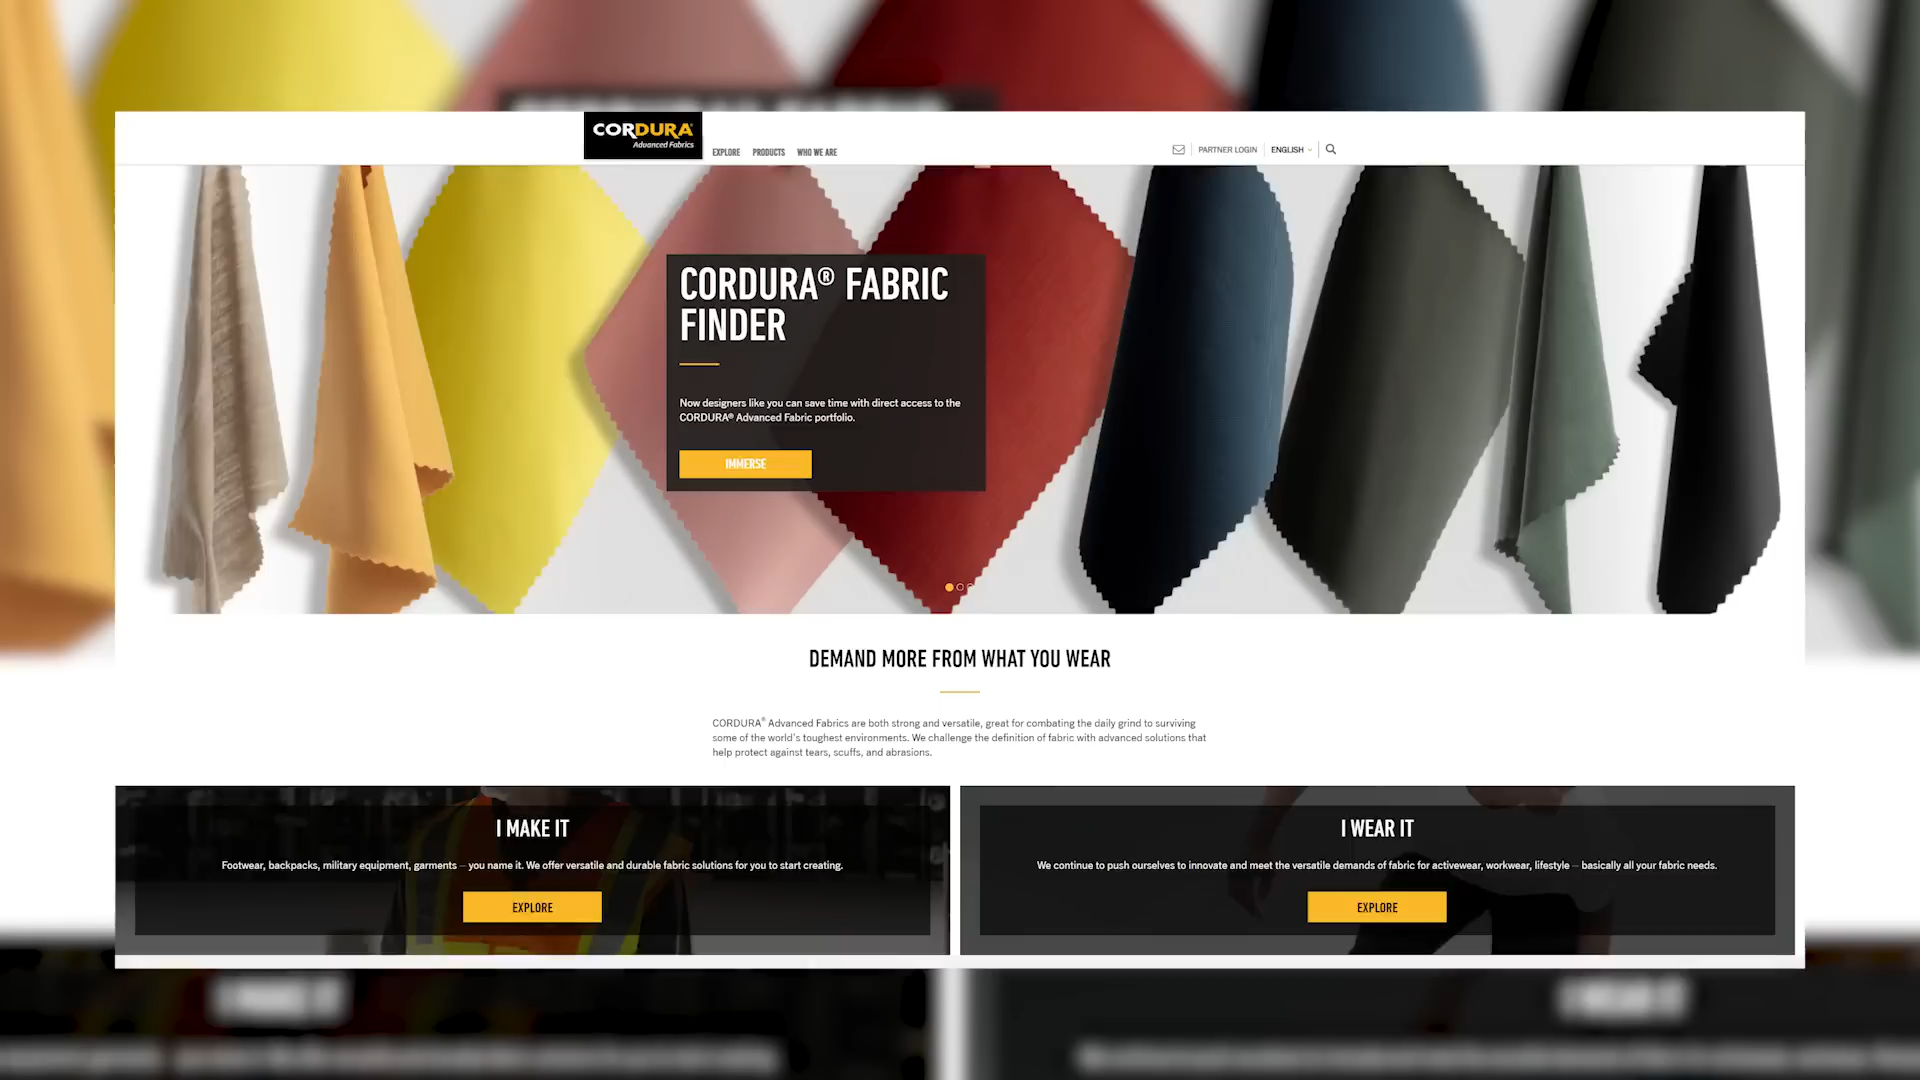 CORDURA®
Advanced Fabrics
EXPLORE PRODUCTS WHO WE ARE
PARTNER LOGIN ENGLISH
CORDURA® FABRIC
FINDER
Now designers like you can save time with direct access to the
CORDURA® Advanced Fabric portfolio.
IMMERSE
DEMAND MORE FROM WHAT YOU WEAR
CORDURA® Advanced Fabrics are both strong and versatile, great for combating the daily grind to surviving
some of the world's toughest environments. We challenge the definition of fabric with advanced solutions that
help protect against tears, scuffs, and abrasions.
I MAKE IT
Footwear, backpacks, military equipment, garments – you name it. We offer versatile and durable fabric solutions for you to start creating.
EXPLORE
I WEAR IT
We continue to push ourselves to innovate and meet the versatile demands of fabric for activewear, workwear, lifestyle – basically all your fabric needs.
EXPLORE
I MAKE IT
I WEAR IT